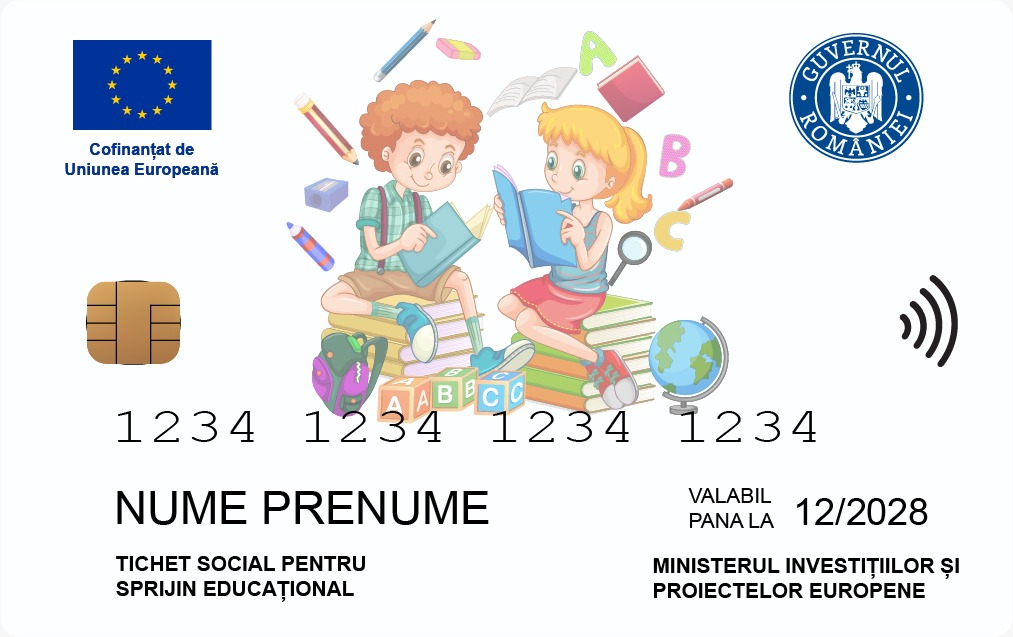 Cofinanțat de
Uniunea Europeană
GUVERNUL
ROMÂNIEI
A
B
C
A A B B C C
1234 1234 1234 1234
NUME PRENUME
VALABIL
PANA LA
12/2028
TICHET SOCIAL PENTRU
SPRIJIN EDUCAȚIONAL
MINISTERUL INVESTIȚIILOR ȘI
PROIECTELOR EUROPENE